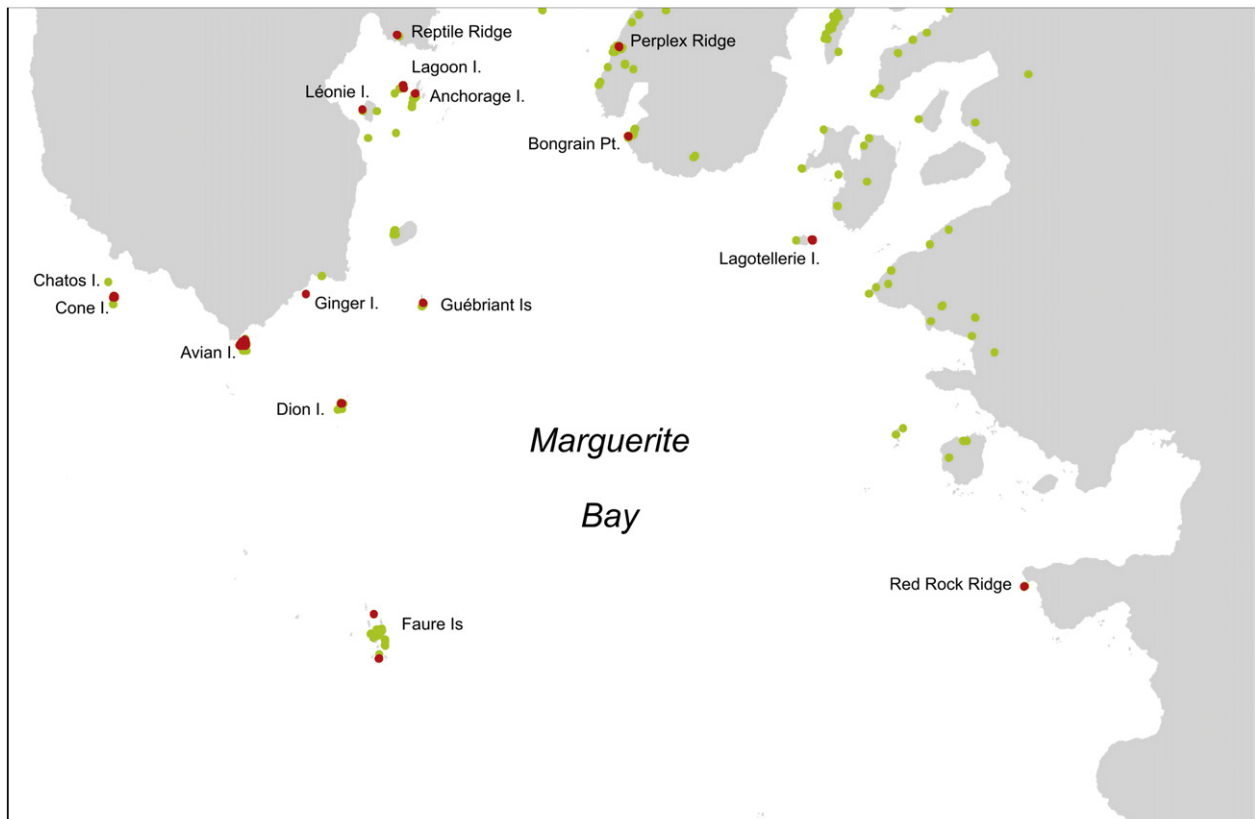 Reptile Ridge
Perplex Ridge
Lagoon I.
Léonie I.
Anchorage I.
Bongrain Pt.
Lagotellerie I.
Chatos I.
Cone I.
Ginger I.
Guébriant Is
Avian I.
Dion I.
Marguerite
Bay
Red Rock Ridge
Faure Is